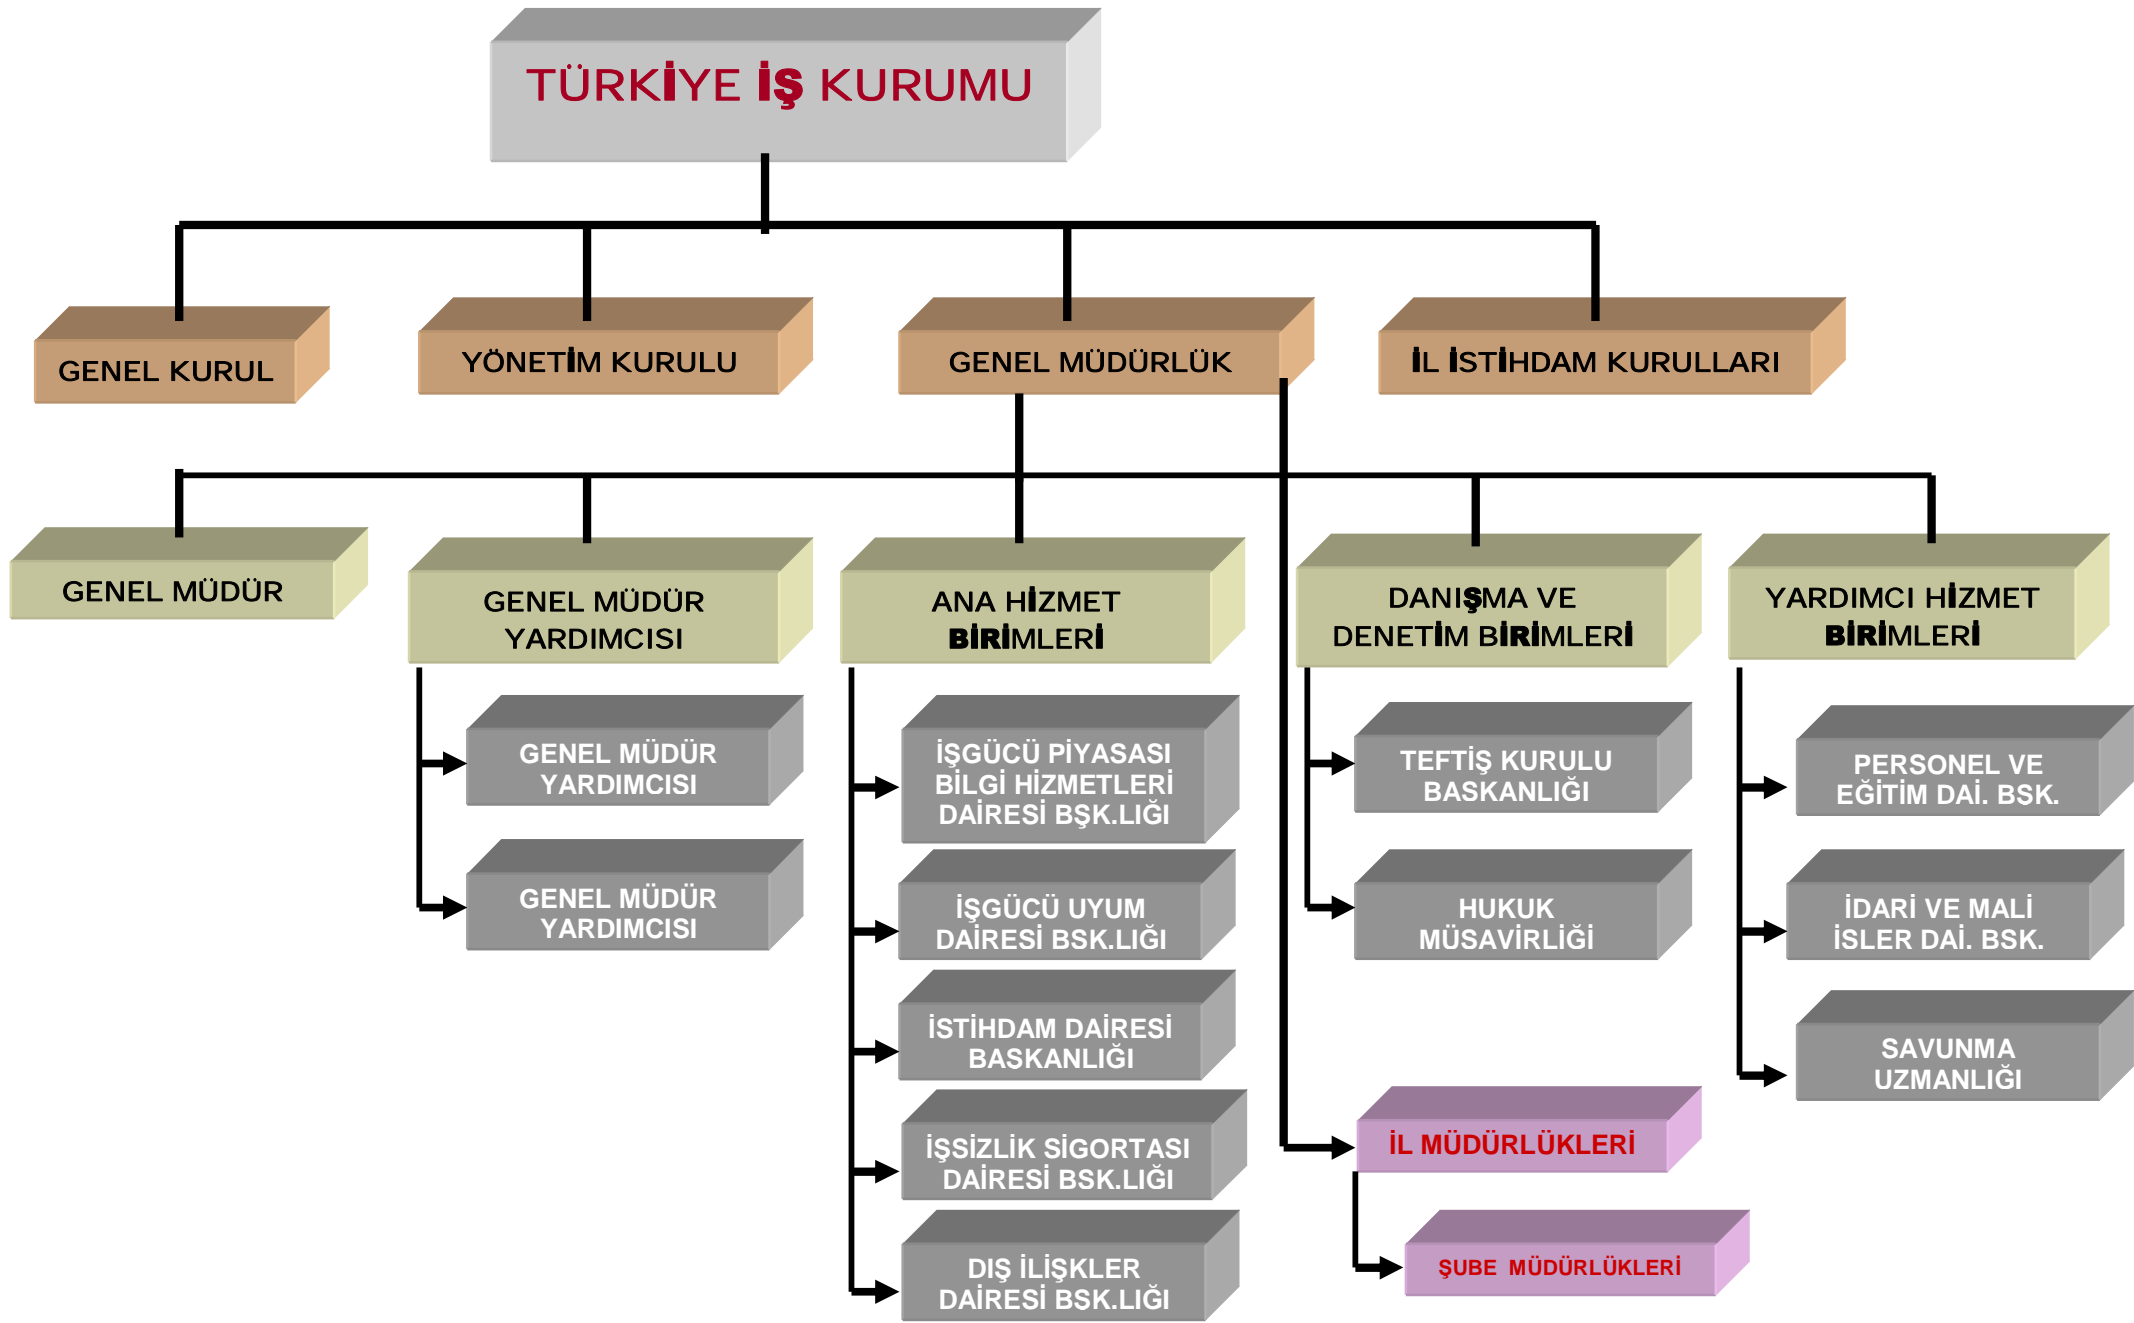 TÜRKİYE İŞ KURUMU
GENEL KURUL
YÖNETİM KURULU
GENEL MÜDÜRLÜK
İL İSTİHDAM KURULLARI
GENEL MÜDÜR
GENEL MÜDÜR
YARDIMCISI
ANA HİZMET
BİRİMLERİ
DANIŞMA VE
DENETİM BİRİMLERİ
YARDIMCI HİZMET
BİRİMLERİ
GENEL MÜDÜR
YARDIMCISI
GENEL MÜDÜR
YARDIMCISI
İŞGÜCÜ PİYASASI
BİLGİ HİZMETLERİ
DAİRESİ BŞK.LIĞI
İŞGÜCÜ UYUM
DAİRESİ BSK.LIĞI
İSTİHDAM DAİRESİ
BASKANLIĞI
İŞSİZLİK SİGORTASI
DAİRESİ BSK.LIĞI
DIŞ İLİŞKLER
DAİRESİ BSK.LIĞI
TEFTİŞ KURULU
BASKANLIĞI
HUKUK
MÜSAVİRLİĞİ
İL MÜDÜRLÜKLERİ
ŞUBE MÜDÜRLÜKLERİ
PERSONEL VE
EĞİTİM DAİ. BSK.
İDARİ VE MALİ
İSLER DAİ. BSK.
SAVUNMA
UZMANLIĞI